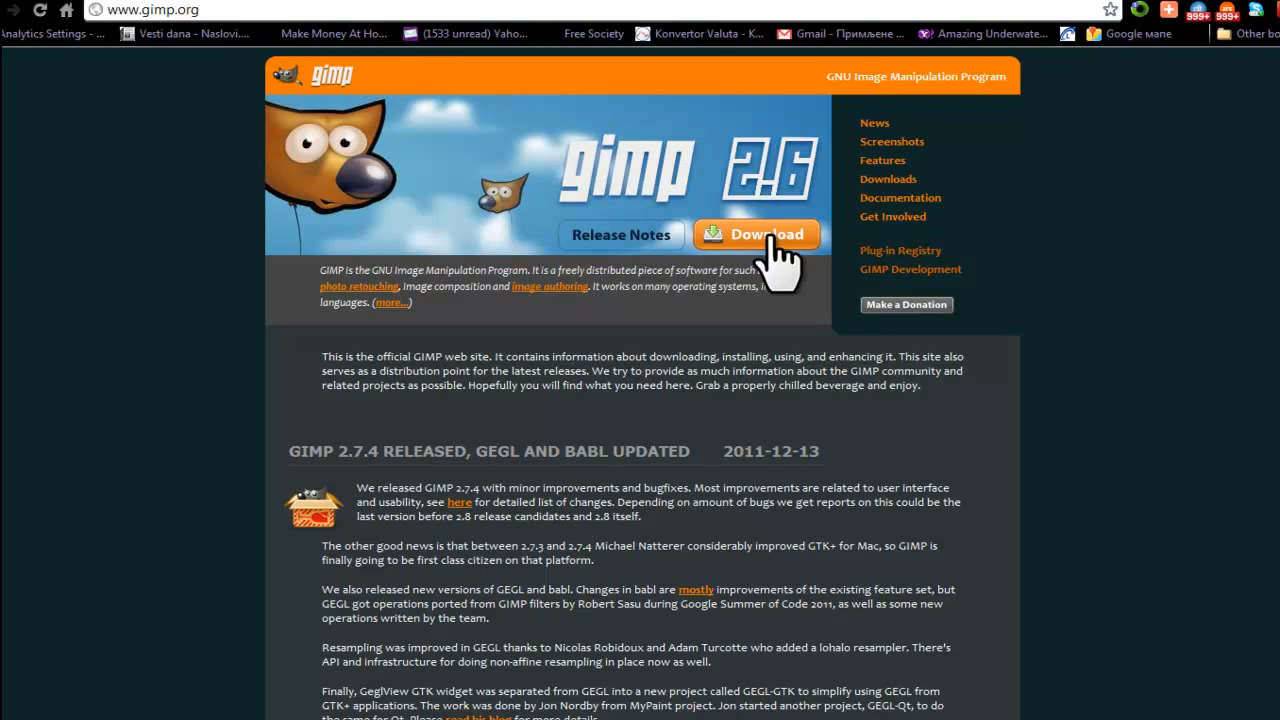 www.gimp.org
999+ 999+
Analytics Settings - ... Vesti dana - Naslovi.... Make Money At Ho... (1533 unread) Yaho... Free Society Konvertor Valuta - K... Gmail - Примљене ... Amazing Underwate... Google мапе Other bo
gimp GNU Image Manipulation Program
gimp 2.6
Release Notes Download
GIMP is the GNU Image Manipulation Program. It is a freely distributed piece of software for such
photo retouching, image composition and image authoring. It works on many operating systems, in
languages. (more...)
News
Screenshots
Features
Downloads
Documentation
Get Involved
Plug-in Registry
GIMP Development
Make a Donation
This is the official GIMP web site. It contains information about downloading, installing, using, and enhancing it. This site also
serves as a distribution point for the latest releases. We try to provide as much information about the GIMP community and
related projects as possible. Hopefully you will find what you need here. Grab a properly chilled beverage and enjoy.
GIMP 2.7.4 RELEASED, GEGL AND BABL UPDATED 2011-12-13
We released GIMP 2.7.4 with minor improvements and bugfixes. Most improvements are related to user interface
and usability, see here for detailed list of changes. Depending on amount of bugs we get reports on this could be the
last version before 2.8 release candidates and 2.8 itself.
The other good news is that between 2.7.3 and 2.7.4 Michael Natterer considerably improved GTK+ for Mac, so GIMP is
finally going to be first class citizen on that platform.
We also released new versions of GEGL and babl. Changes in babl are mostly improvements of the existing feature set, but
GEGL got operations ported from GIMP filters by Robert Sasu during Google Summer of Code 2011, as well as some new
operations written by the team.
Resampling was improved in GEGL thanks to Nicolas Robidoux and Adam Turcotte who added a lohalo resampler. There's
API and infrastructure for doing non-affine resampling in place now as well.
Finally, GeglView GTK widget was separated from GEGL into a new project called GEGL-GTK to simplify using GEGL from
GTK+ applications. The work was done by Jon Nordby from MyPaint project. Jon started another project, GEGL-Qt, to do
the same for Qt. Please read his blog for more details.